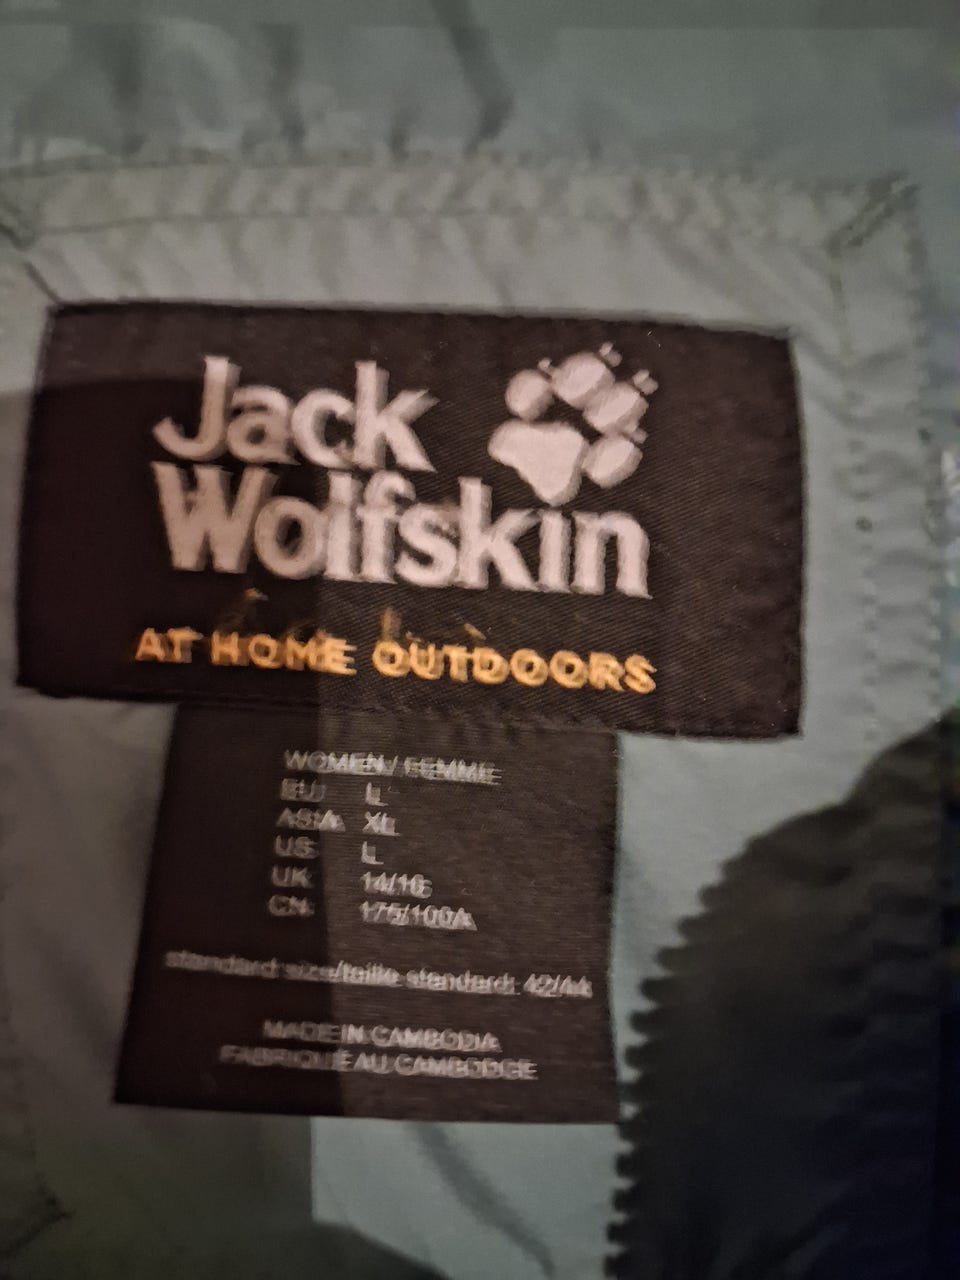 Jack
Wolfskin
AT HOME OUTDOORS
WOMEN / FEMME
EU: L
ASIA: XL
US: L
UK: 14/16
CN: 175/100A
standard size/taille standard: 42/44
MADE IN CAMBODIA
FABRIQUÉ AU CAMBODGE